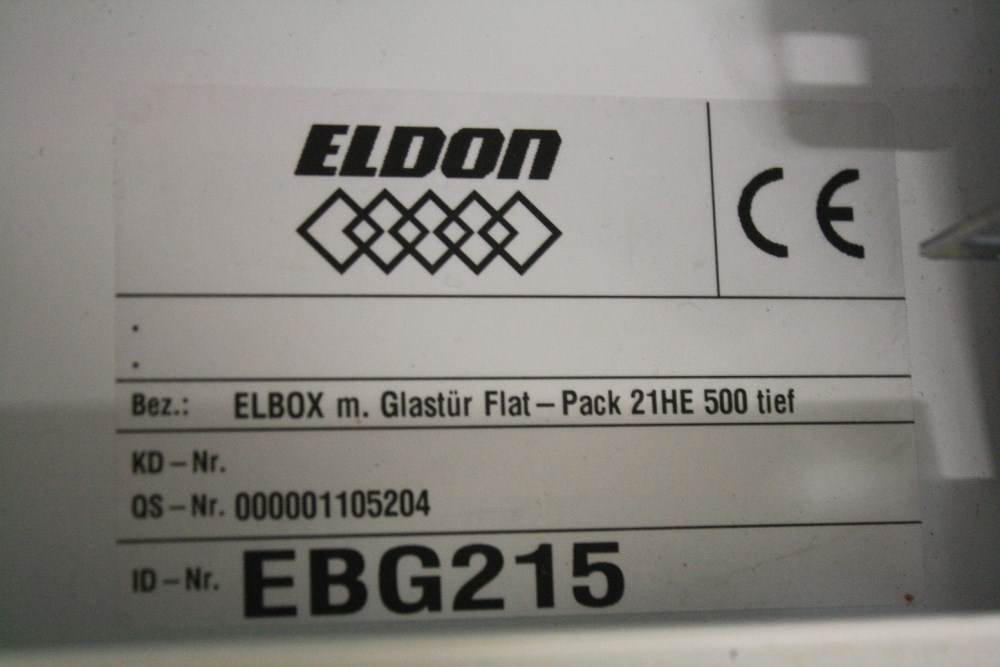 ELDON
CE
.
.
Bez.: ELBOX m. Glastür Flat–Pack 21HE 500 tief
KD–Nr.
QS–Nr. 000001105204
ID–Nr. EBG215